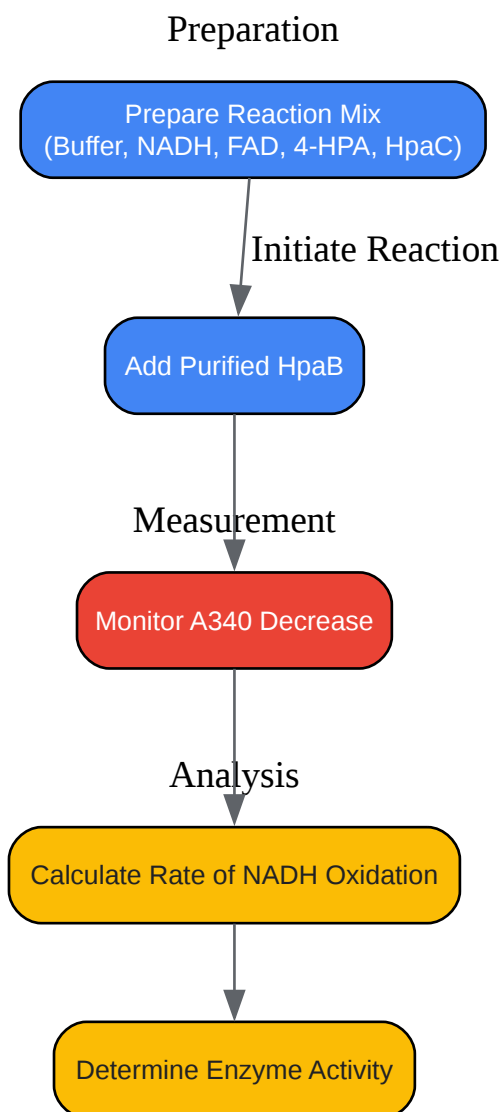 Preparation
Prepare Reaction Mix
(Buffer, NADH, FAD, 4-HPA, HpaC)
Initiate Reaction
Add Purified HpaB
Measurement
Monitor A340 Decrease
Analysis
Calculate Rate of NADH Oxidation
Determine Enzyme Activity